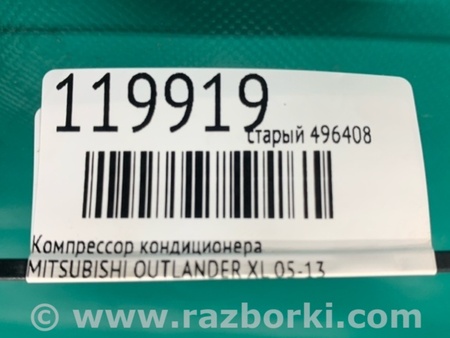 119919
старый 496408
Компрессор кондиционера
MITSUBISHI OUTLANDER XL 05-13
© www.razborki.com